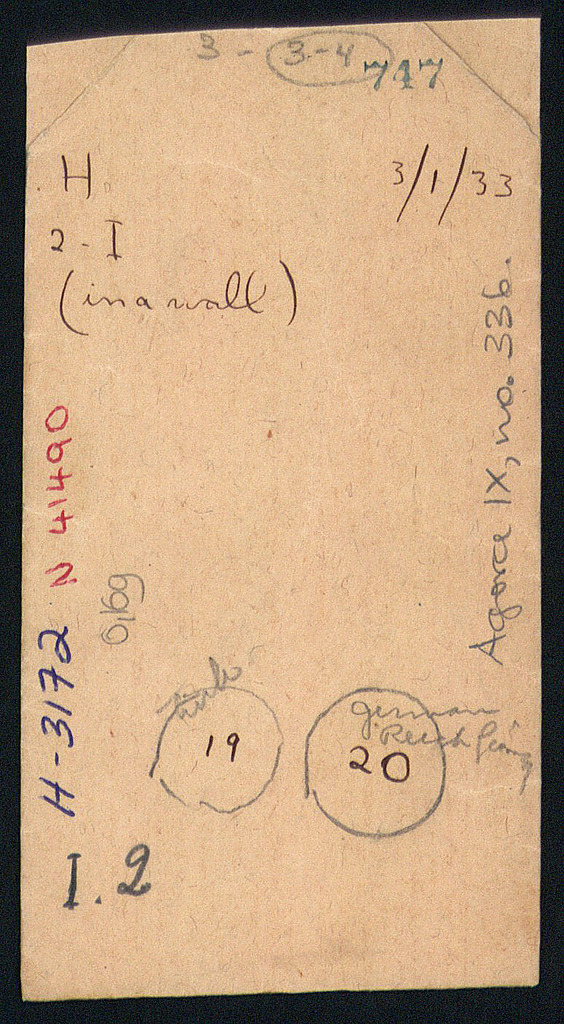 3 - 3-4 747
H 3/1/33
2 - I
(in a wall)
Agora IX, no. 336.
N 41490
0,169
H-3172
19
german
Reich
20
I. 2